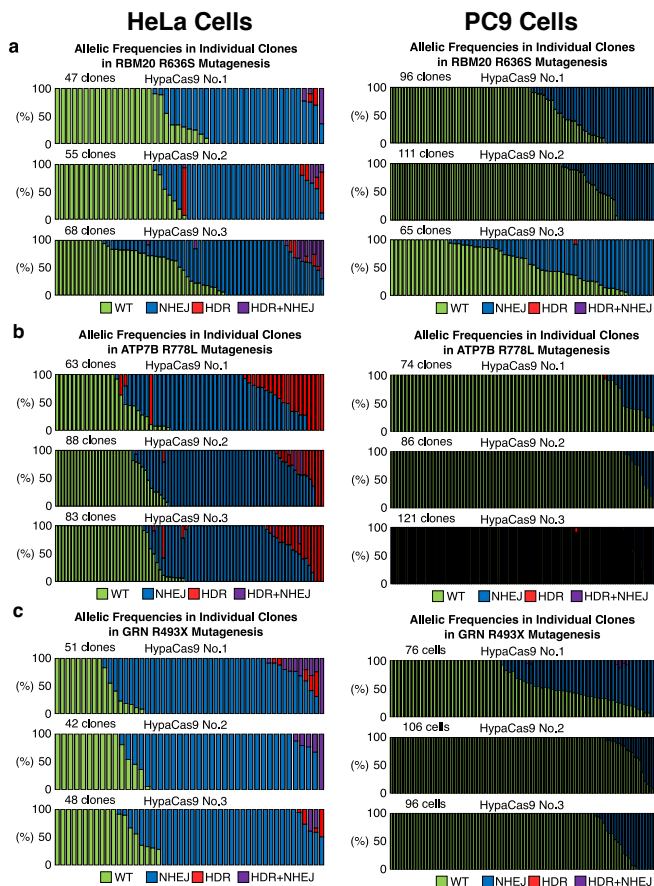 HeLa Cells
PC9 Cells
a
Allelic Frequencies in Individual Clones
in RBM20 R636S Mutagenesis
47 clones
HypaCas9 No.1
100
(%)
50
0
55 clones
HypaCas9 No.2
100
(%)
50
0
68 clones
HypaCas9 No.3
100
(%)
50
0
WT NHEJ HDR HDR+NHEJ
Allelic Frequencies in Individual Clones
in RBM20 R636S Mutagenesis
96 clones
HypaCas9 No.1
100
(%)
50
0
111 clones
HypaCas9 No.2
100
(%)
50
0
65 clones
HypaCas9 No.3
100
(%)
50
0
WT NHEJ HDR HDR+NHEJ
b
Allelic Frequencies in Individual Clones
in ATP7B R778L Mutagenesis
63 clones
HypaCas9 No.1
100
(%)
50
0
88 clones
HypaCas9 No.2
100
(%)
50
0
83 clones
HypaCas9 No.3
100
(%)
50
0
WT NHEJ HDR HDR+NHEJ
Allelic Frequencies in Individual Clones
in ATP7B R778L Mutagenesis
74 clones
HypaCas9 No.1
100
(%)
50
0
86 clones
HypaCas9 No.2
100
(%)
50
0
121 clones
HypaCas9 No.3
100
(%)
50
0
WT NHEJ HDR HDR+NHEJ
c
Allelic Frequencies in Individual Clones
in GRN R493X Mutagenesis
51 clones
HypaCas9 No.1
100
(%)
50
0
42 clones
HypaCas9 No.2
100
(%)
50
0
48 clones
HypaCas9 No.3
100
(%)
50
0
WT NHEJ HDR HDR+NHEJ
Allelic Frequencies in Individual Clones
in GRN R493X Mutagenesis
76 cells
HypaCas9 No.1
100
(%)
50
0
106 cells
HypaCas9 No.2
100
(%)
50
0
96 cells
HypaCas9 No.3
100
(%)
50
0
WT NHEJ HDR HDR+NHEJ